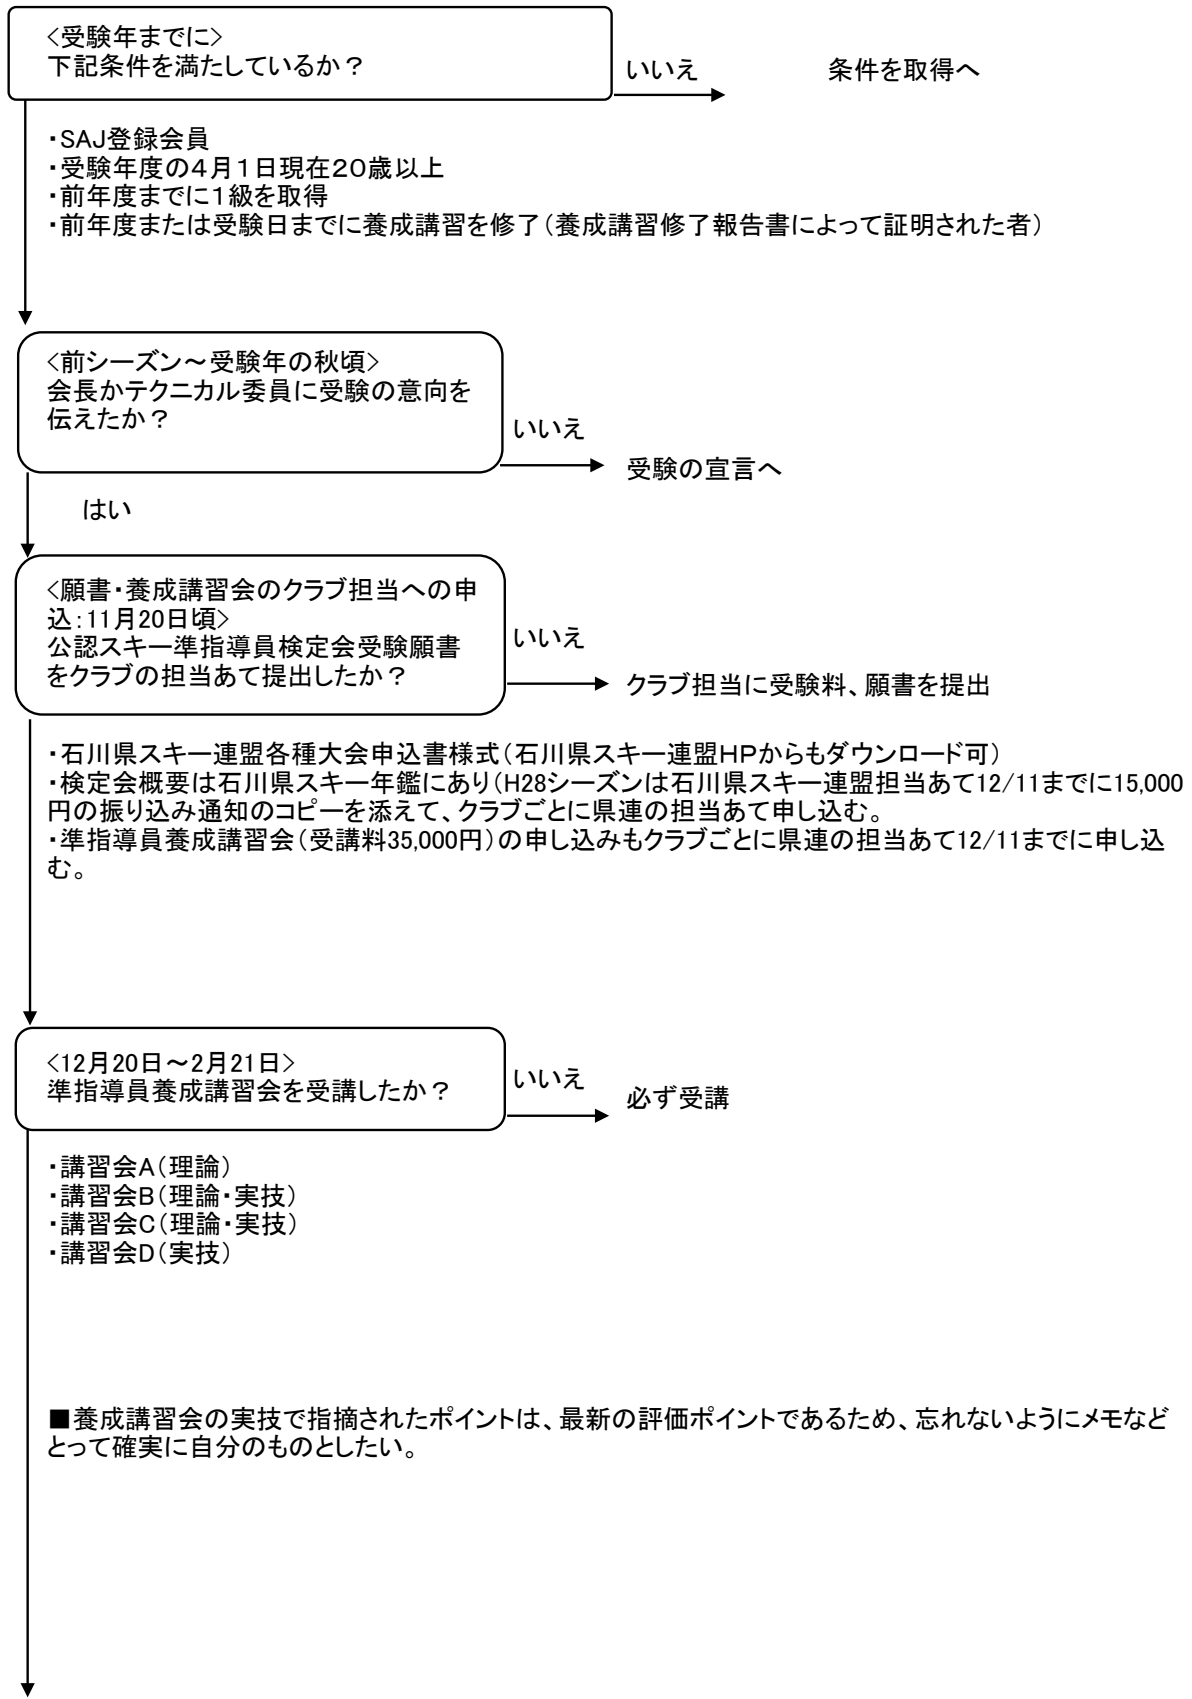 <受験年までに>
下記条件を満たしているか?
いいえ
条件を取得へ
・SAJ登録会員
・受験年度の4月1日現在20歳以上
・前年度までに1級を取得
・前年度または受験日までに養成講習を修了(養成講習修了報告書によって証明された者)
<前シーズン~受験年の秋頃>
会長かテクニカル委員に受験の意向を
伝えたか?
いいえ
受験の宣言へ
はい
<願書・養成講習会のクラブ担当への申
込:11月20日頃>
公認スキー準指導員検定会受験願書
をクラブの担当あて提出したか?
いいえ
クラブ担当に受験料、願書を提出
・石川県スキー連盟各種大会申込書様式(石川県スキー連盟HPからもダウンロード可)
・検定会概要は石川県スキー年鑑にあり(H28シーズンは石川県スキー連盟担当あて12/11までに15,000
円の振り込み通知のコピーを添えて、クラブごとに県連の担当あて申し込む。
・準指導員養成講習会(受講料35,000円)の申し込みもクラブごとに県連の担当あて12/11までに申し込
む。
<12月20日~2月21日>
準指導員養成講習会を受講したか?
いいえ
必ず受講
・講習会A(理論)
・講習会B(理論・実技)
・講習会C(理論・実技)
・講習会D(実技)
■養成講習会の実技で指摘されたポイントは、最新の評価ポイントであるため、忘れないようにメモなど
とって確実に自分のものとしたい。